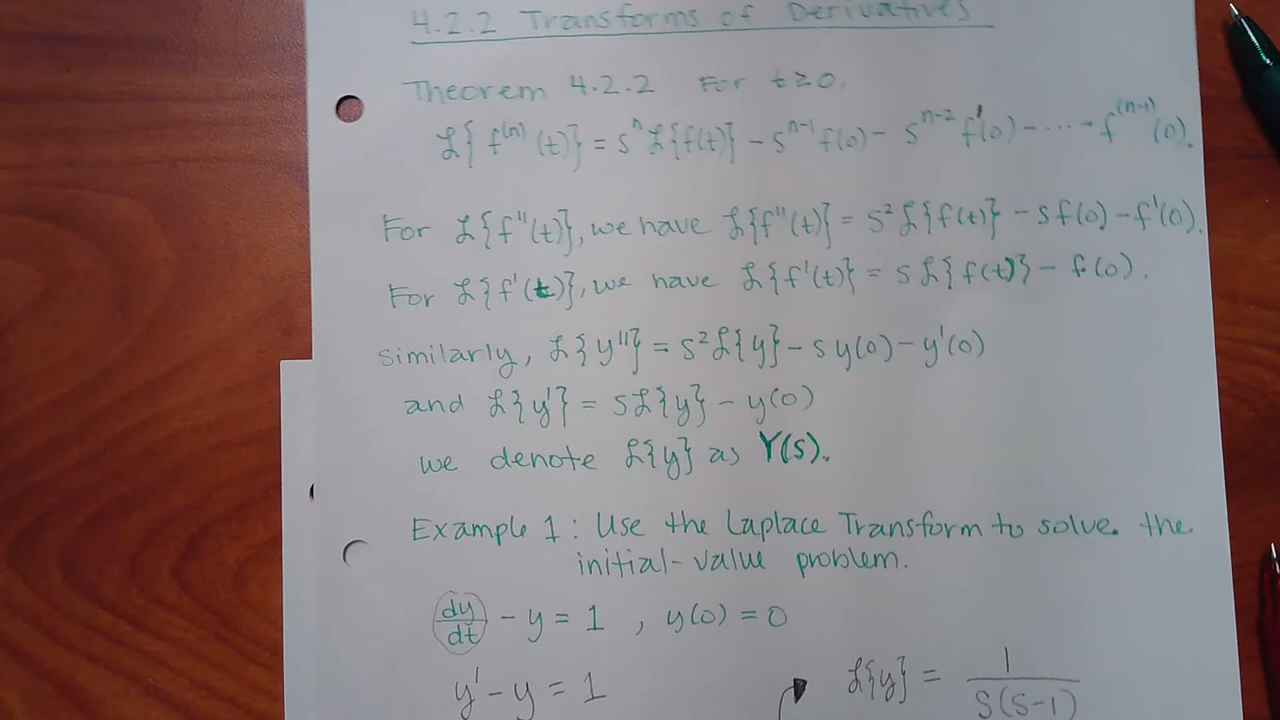 4.2.2 Transforms of Derivatives
Theorem 4.2.2 For t≥0,
ℒ{f⁽ⁿ⁾(t)} = sⁿℒ{f(t)} - sⁿ⁻¹f(0) - sⁿ⁻²f'(0) - ···· - f⁽ⁿ⁻¹⁾(0).
For ℒ{f"(t)}, we have ℒ{f"(t)} = s²ℒ{f(t)} - sf(0) - f'(0).
For ℒ{f'(t)}, we have ℒ{f'(t)} = sℒ{f(t)} - f(0).
similarly, ℒ{y"} = s²ℒ{y} - sy(0) - y'(0)
and ℒ{y'} = sℒ{y} - y(0)
we denote ℒ{y} as Y(s).
Example 1: Use the Laplace Transform to solve the
initial-value problem.
dy/dt - y = 1 , y(0) = 0
y' - y = 1
ℒ{y} = 1/(s(s-1))